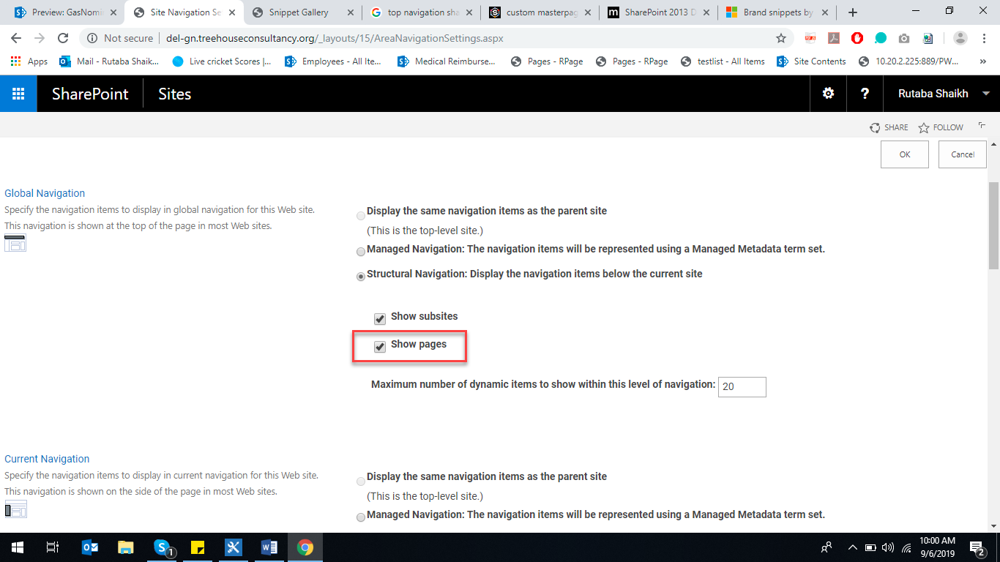 Preview: GasNomin
Site Navigation Se
Snippet Gallery
top navigation sha
custom masterpag
SharePoint 2013 D
Brand snippets by
Not secure
del-gn.treehouseconsultancy.org/_layouts/15/AreaNavigationSettings.aspx
Apps
Mail - Rutaba Shaik...
Live cricket Scores |...
Employees - All Ite...
Medical Reimburse...
Pages - RPage
Pages - RPage
testlist - All Items
Site Contents
10.20.2.225:889/PW...
»
SharePoint
Sites
?
Rutaba Shaikh
SHARE
FOLLOW
OK
Cancel
Global Navigation
Specify the navigation items to display in global navigation for this Web site.
This navigation is shown at the top of the page in most Web sites.
Display the same navigation items as the parent site
(This is the top-level site.)
Managed Navigation: The navigation items will be represented using a Managed Metadata term set.
Structural Navigation: Display the navigation items below the current site
Show subsites
Show pages
Maximum number of dynamic items to show within this level of navigation:
20
Current Navigation
Specify the navigation items to display in current navigation for this Web site.
This navigation is shown on the side of the page in most Web sites.
Display the same navigation items as the parent site
(This is the top-level site.)
Managed Navigation: The navigation items will be represented using a Managed Metadata term set.
1
10:00 AM
9/6/2019
2